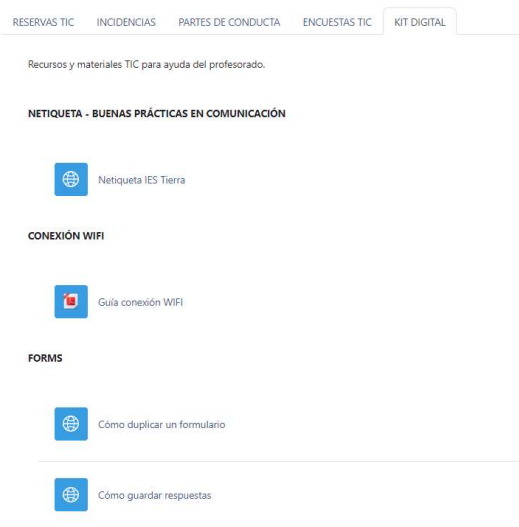 RESERVAS TIC INCIDENCIAS PARTES DE CONDUCTA ENCUESTAS TIC KIT DIGITAL
Recursos y materiales TIC para ayuda del profesorado.
NETIQUETA - BUENAS PRÁCTICAS EN COMUNICACIÓN
Netiqueta IES Tierra
CONEXIÓN WIFI
Guía conexión WIFI
FORMS
Cómo duplicar un formulario
Cómo guardar respuestas